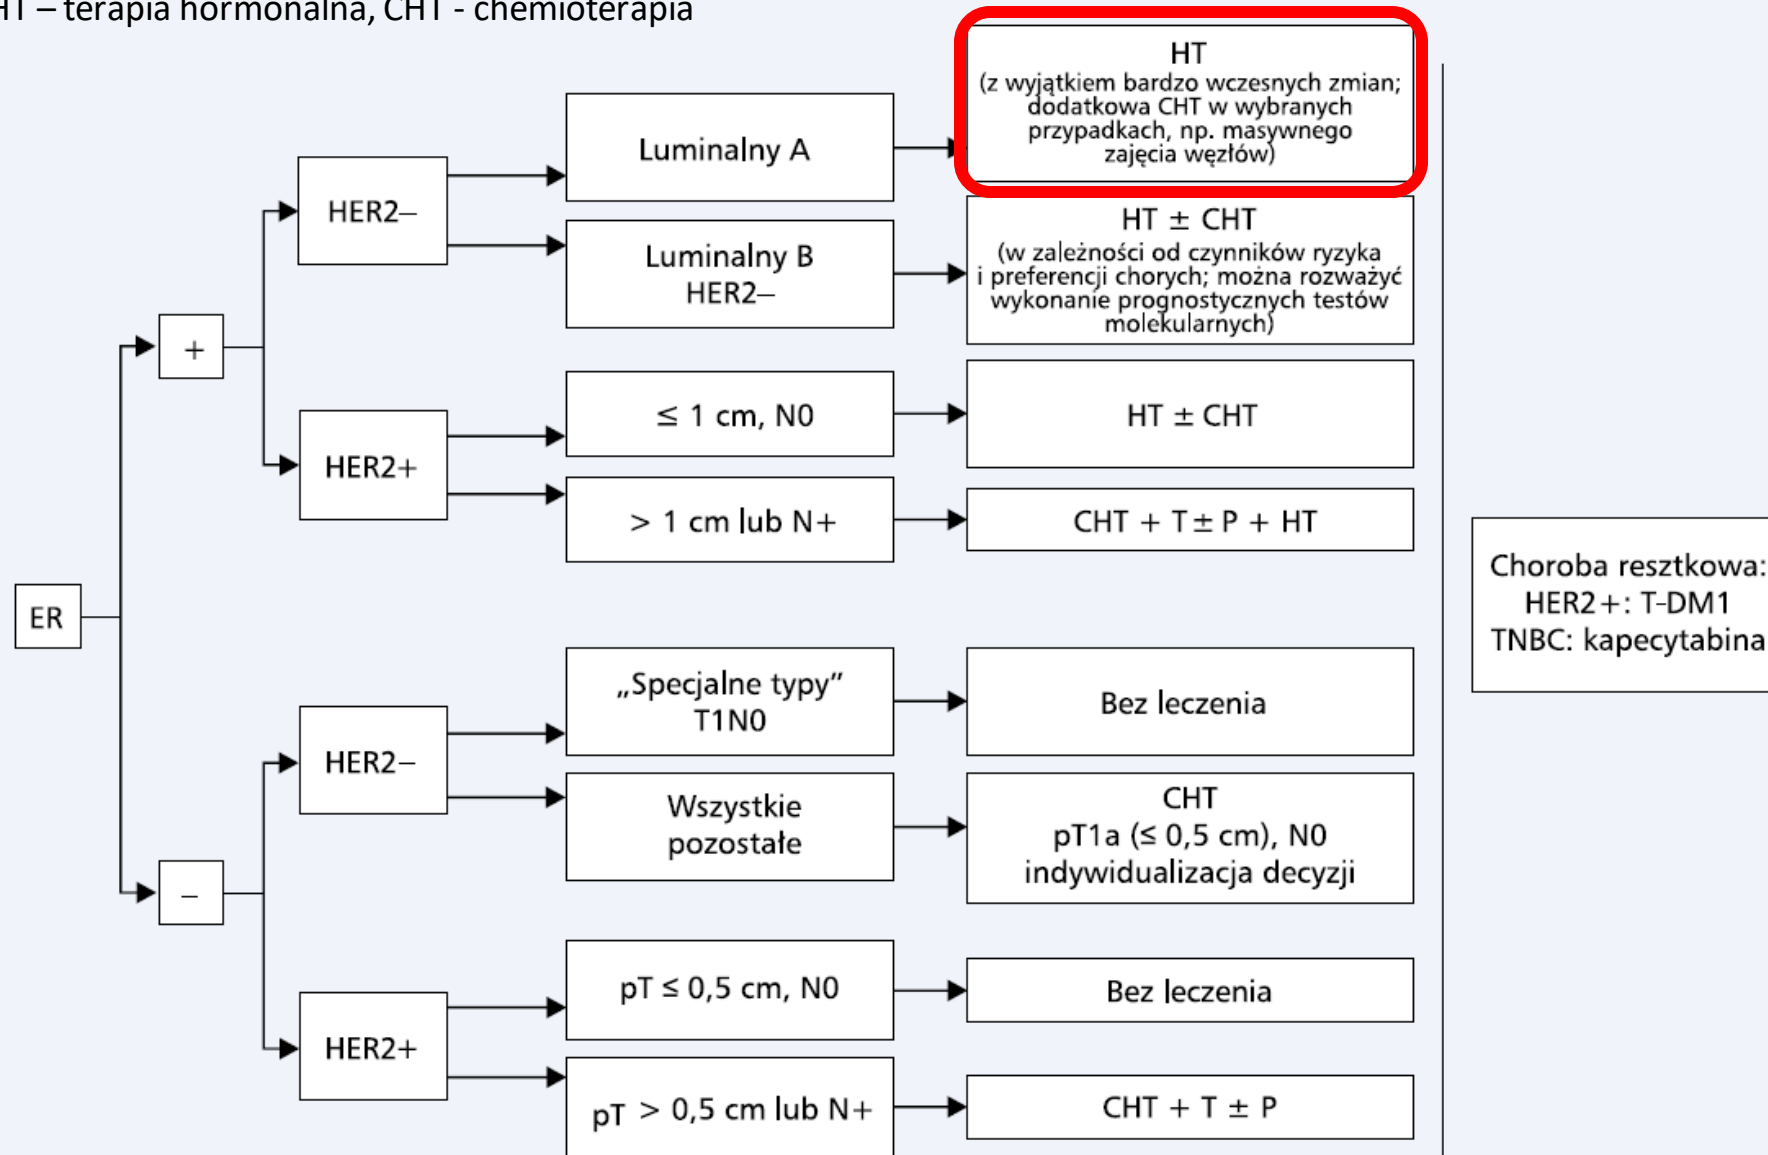 HT – terapia hormonalna, CHT - chemioterapia
HT
(z wyjątkiem bardzo wczesnych zmian;
dodatkowa CHT w wybranych
przypadkach, np. masywnego
zajęcia węzłów)
Luminalny A
HER2–
HT ± CHT
(w zależności od czynników ryzyka
i preferencji chorych; można rozważyć
wykonanie prognostycznych testów
molekularnych)
Luminalny B
HER2–
+
≤ 1 cm, N0
HT ± CHT
HER2+
> 1 cm lub N+
CHT + T ± P + HT
Choroba resztkowa:
HER2+: T-DM1
TNBC: kapecytabina
ER
„Specjalne typy”
T1N0
Bez leczenia
HER2–
Wszystkie
pozostałe
CHT
pT1a (≤ 0,5 cm), N0
indywidualizacja decyzji
–
pT ≤ 0,5 cm, N0
Bez leczenia
HER2+
pT > 0,5 cm lub N+
CHT + T ± P